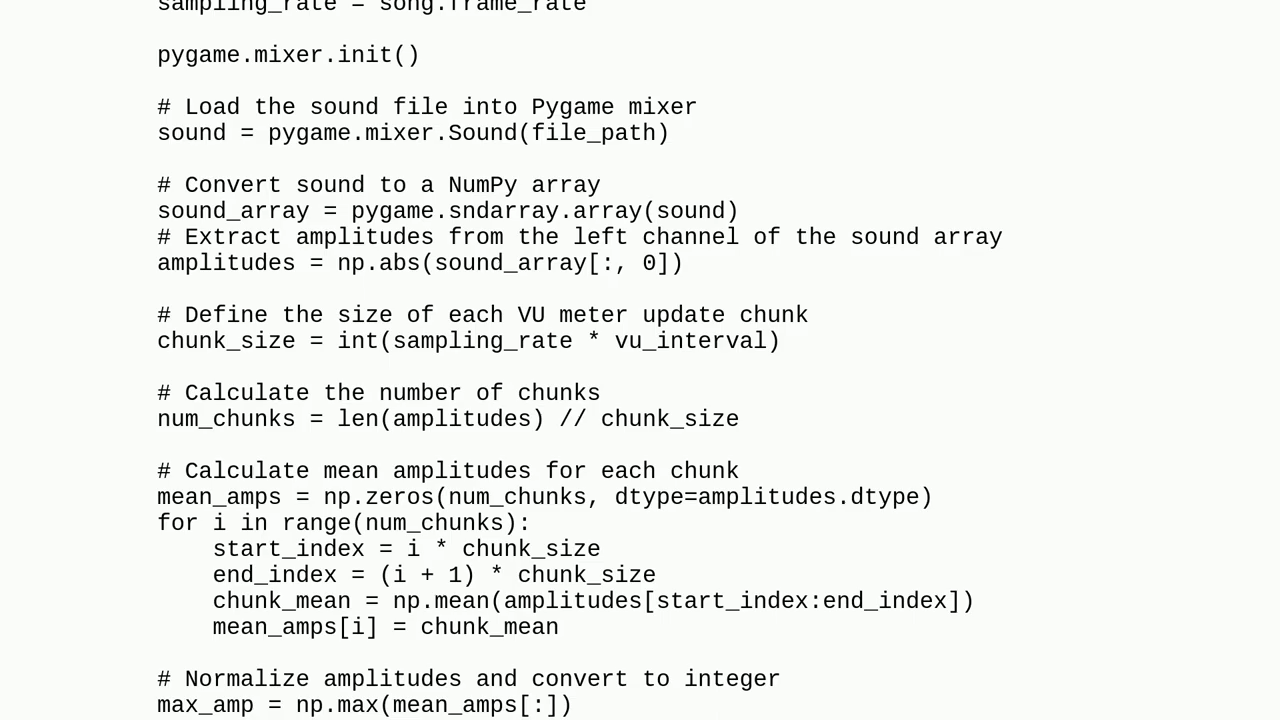 sampling_rate = song.frame_rate
pygame.mixer.init()
# Load the sound file into Pygame mixer
sound = pygame.mixer.Sound(file_path)
# Convert sound to a NumPy array
sound_array = pygame.sndarray.array(sound)
# Extract amplitudes from the left channel of the sound array
amplitudes = np.abs(sound_array[:, 0])
# Define the size of each VU meter update chunk
chunk_size = int(sampling_rate * vu_interval)
# Calculate the number of chunks
num_chunks = len(amplitudes) // chunk_size
# Calculate mean amplitudes for each chunk
mean_amps = np.zeros(num_chunks, dtype=amplitudes.dtype)
for i in range(num_chunks):
    start_index = i * chunk_size
    end_index = (i + 1) * chunk_size
    chunk_mean = np.mean(amplitudes[start_index:end_index])
    mean_amps[i] = chunk_mean
# Normalize amplitudes and convert to integer
max_amp = np.max(mean_amps[:])